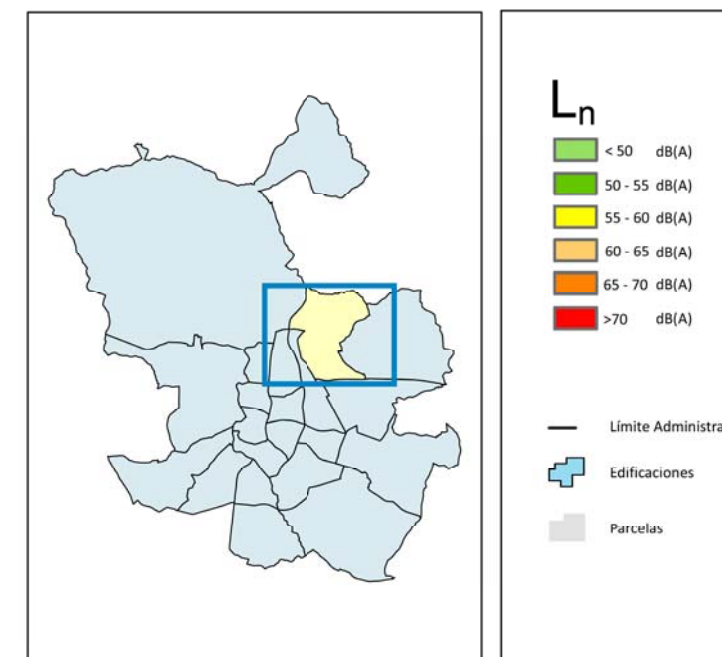 Ln
< 50 dB(A)
50 - 55 dB(A)
55 - 60 dB(A)
60 - 65 dB(A)
65 - 70 dB(A)
>70 dB(A)
Límite Administra
Edificaciones
Parcelas